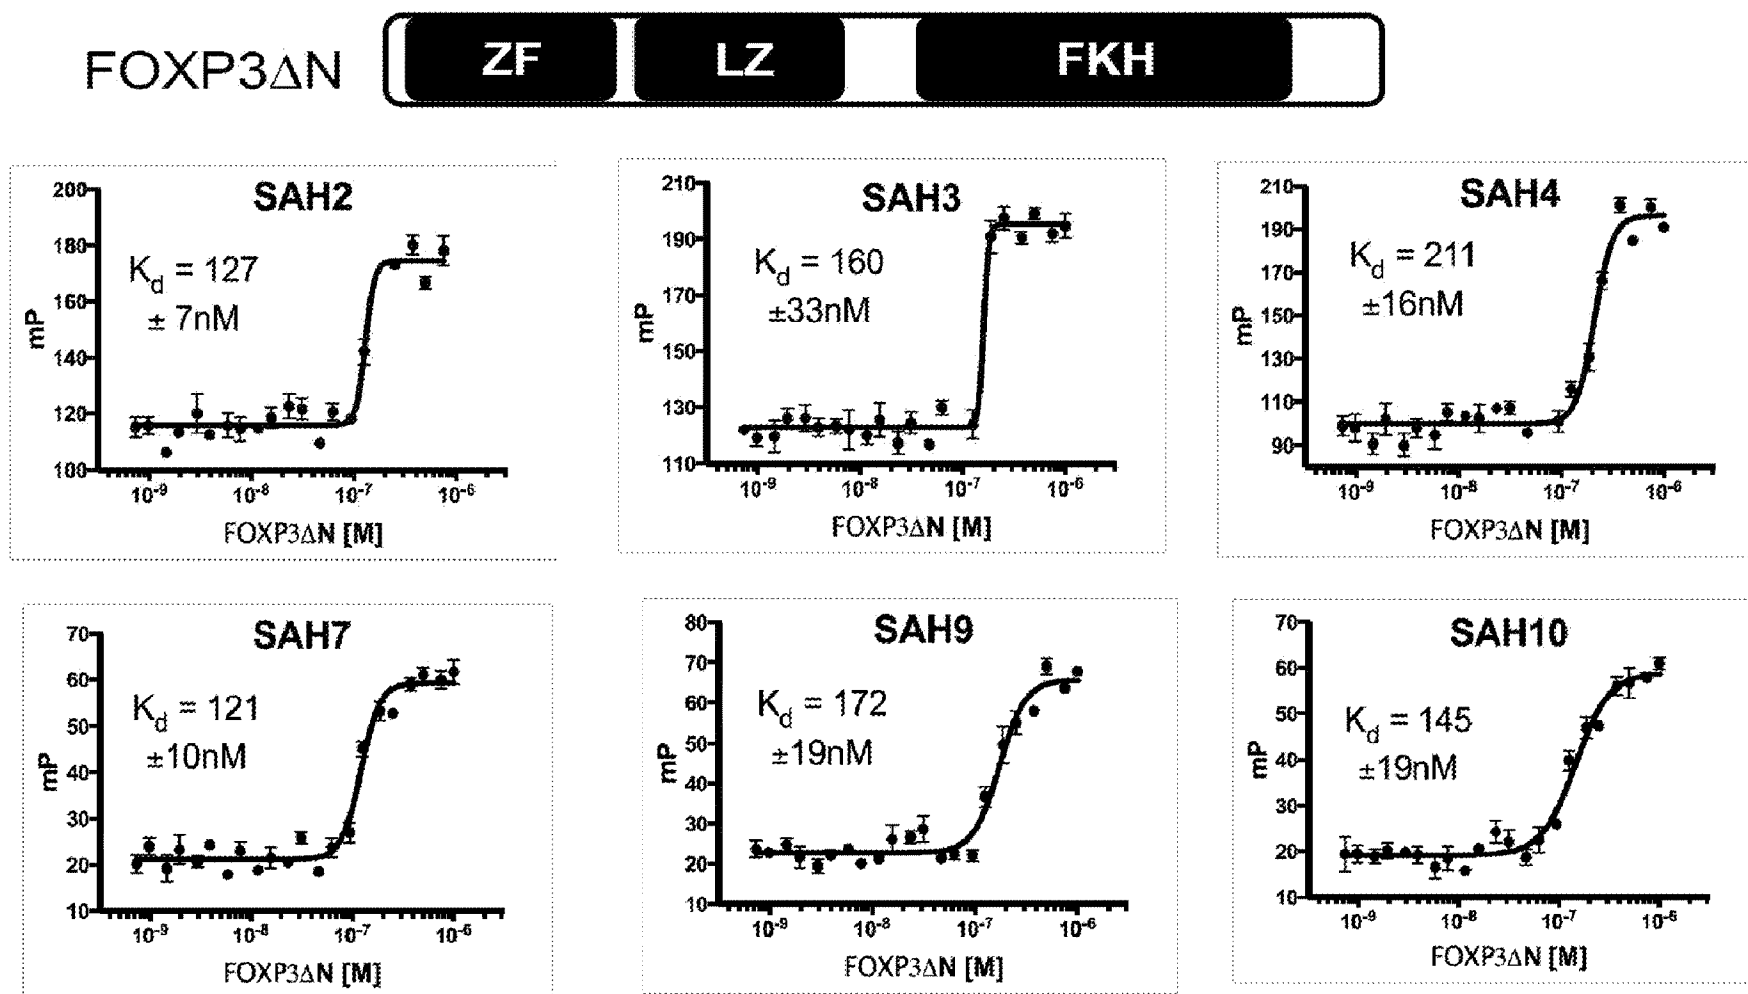 FOXP3ΔN
ZF
LZ
FKH
SAH2
200
180
160
140
120
100
mP
Kd = 127
± 7nM
10-9
10-8
10-7
10-6
FOXP3ΔN [M]
SAH3
210
190
170
150
130
110
mP
Kd = 160
±33nM
10-9
10-8
10-7
10-6
FOXP3ΔN [M]
SAH4
210
190
170
150
130
110
90
mP
Kd = 211
±16nM
10-9
10-8
10-7
10-6
FOXP3ΔN [M]
SAH7
70
60
50
40
30
20
10
mP
Kd = 121
±10nM
10-9
10-8
10-7
10-6
FOXP3ΔN [M]
SAH9
80
70
60
50
40
30
20
10
mP
Kd = 172
±19nM
10-9
10-8
10-7
10-6
FOXP3ΔN [M]
SAH10
70
60
50
40
30
20
10
mP
Kd = 145
±19nM
10-9
10-8
10-7
10-6
FOXP3ΔN [M]